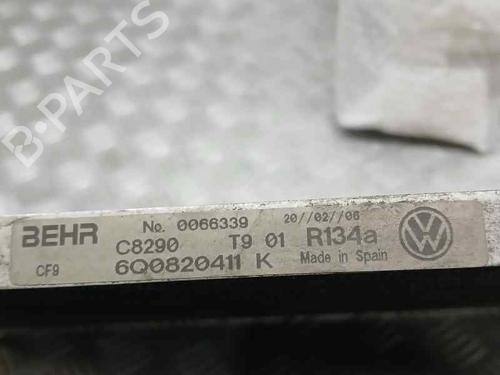 BEHR No. 0066339 20//02//06
C8290 T9 01 R134a
CF9 6Q0820411 K Made in Spain
B-PARTS